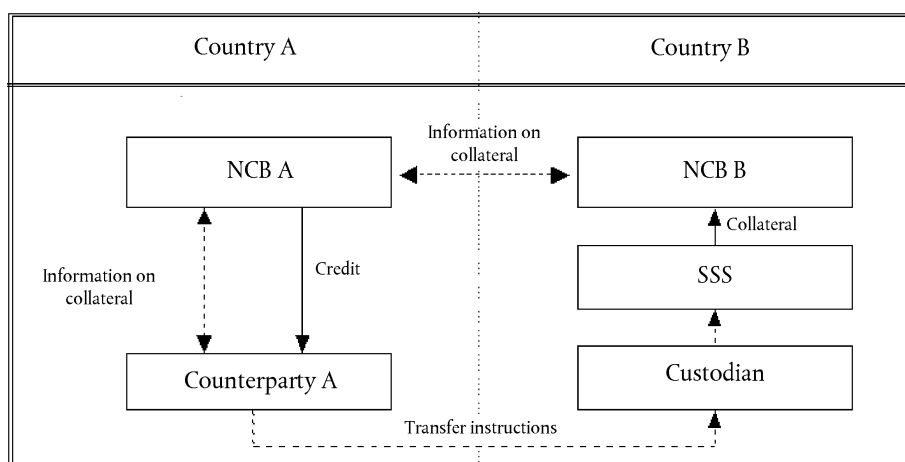 Country A
Country B
Information on
collateral
NCB A
NCB B
Collateral
Information on
collateral
Credit
SSS
Counterparty A
Custodian
Transfer instructions